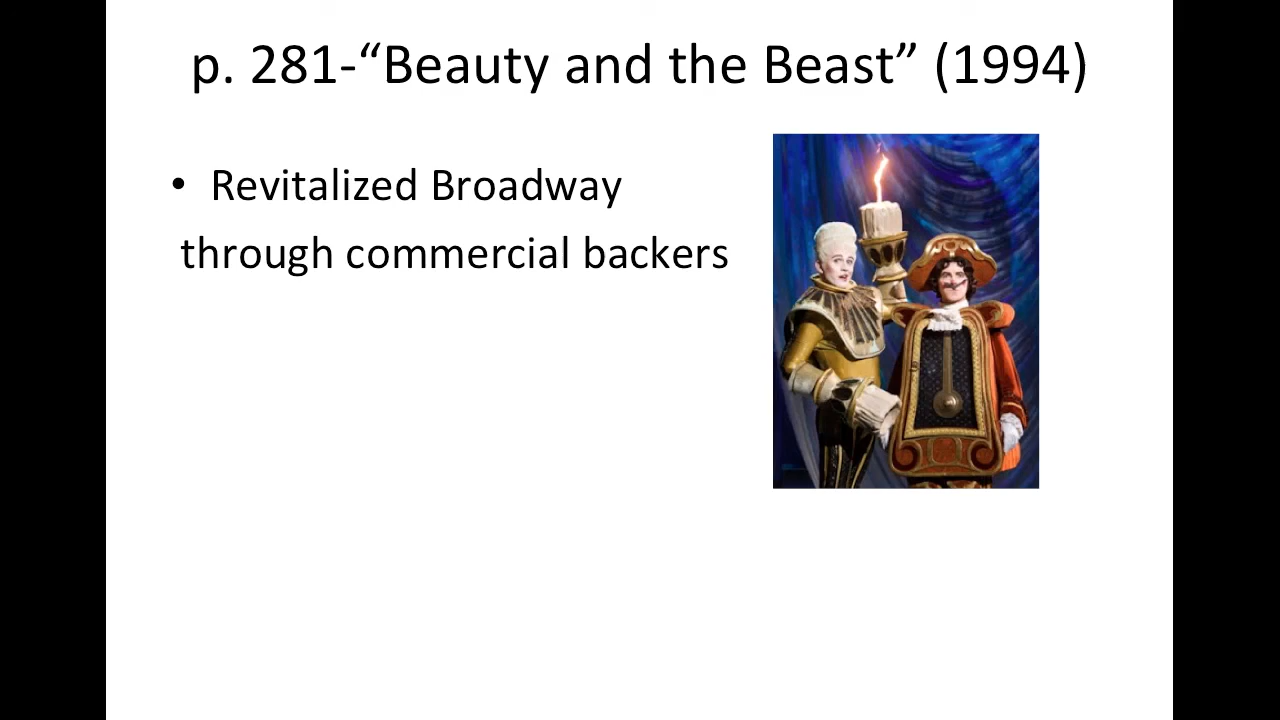 p. 281-“Beauty and the Beast” (1994)
• Revitalized Broadway
through commercial backers